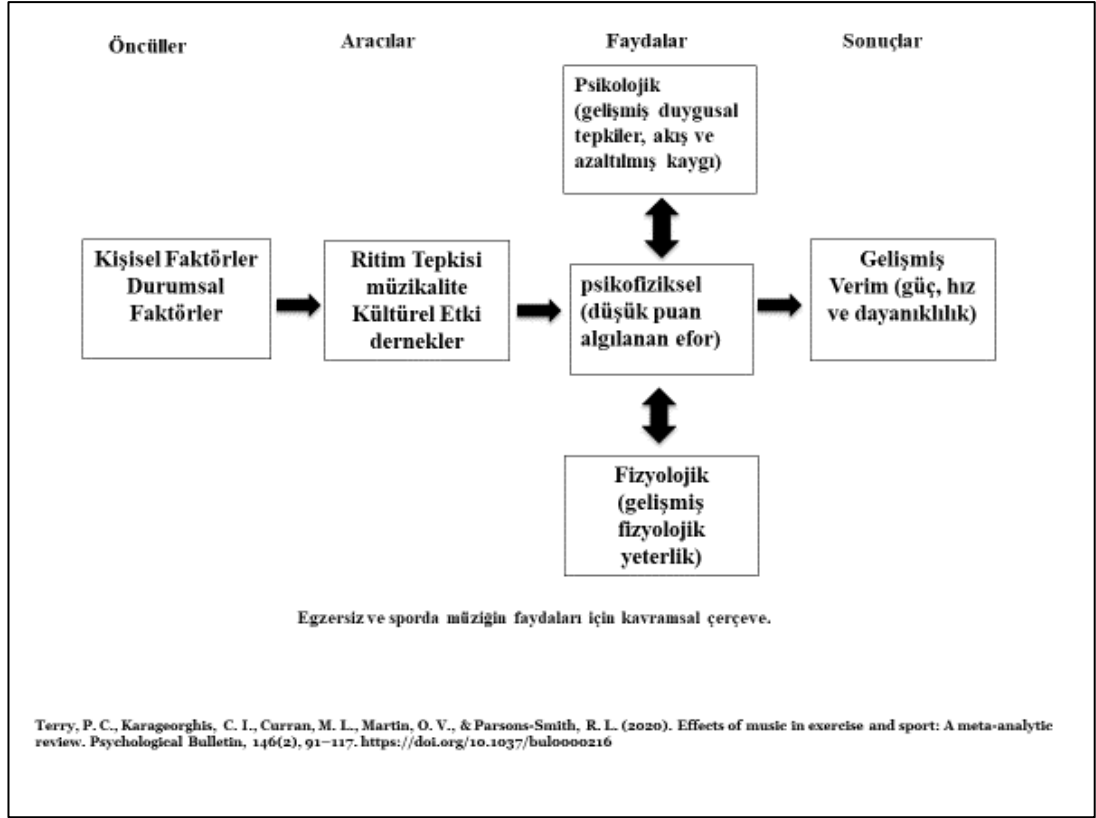 Öncüller
Aracılar
Faydalar
Sonuçlar
Psikolojik
(gelişmiş duygusal
tepkiler, akış ve
azaltılmış kaygı)
Kişisel Faktörler
Durumsal
Faktörler
Ritim Tepkisi
müzikalite
Kültürel Etki
dernekler
psikofiziksel
(düşük puan
algılanan efor)
Gelişmiş
Verim (güç, hız
ve dayanıklılık)
Fizyolojik
(gelişmiş
fizyolojik
yeterlik)
Egzersiz ve sporda müziğin faydaları için kavramsal çerçeve.
Terry, P. C., Karageorghis, C. I., Curran, M. L., Martin, O. V., & Parsons-Smith, R. L. (2020). Effects of music in exercise and sport: A meta-analytic
review. Psychological Bulletin, 146(2), 91–117. https://doi.org/10.1037/bul0000216